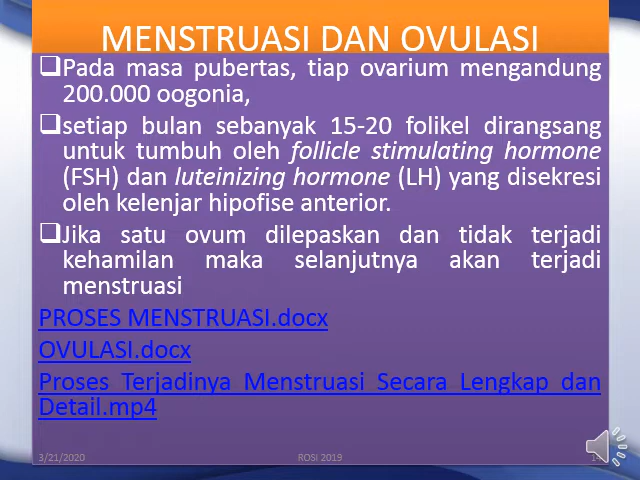 MENSTRUASI DAN OVULASI
Pada masa pubertas, tiap ovarium mengandung
200.000 oogonia,
setiap bulan sebanyak 15-20 folikel dirangsang
untuk tumbuh oleh follicle stimulating hormone
(FSH) dan luteinizing hormone (LH) yang disekresi
oleh kelenjar hipofise anterior.
Jika satu ovum dilepaskan dan tidak terjadi
kehamilan maka selanjutnya akan terjadi
menstruasi
PROSES MENSTRUASI.docx
OVULASI.docx
Proses Terjadinya Menstruasi Secara Lengkap dan
Detail.mp4
3/21/2020 ROSI 2019